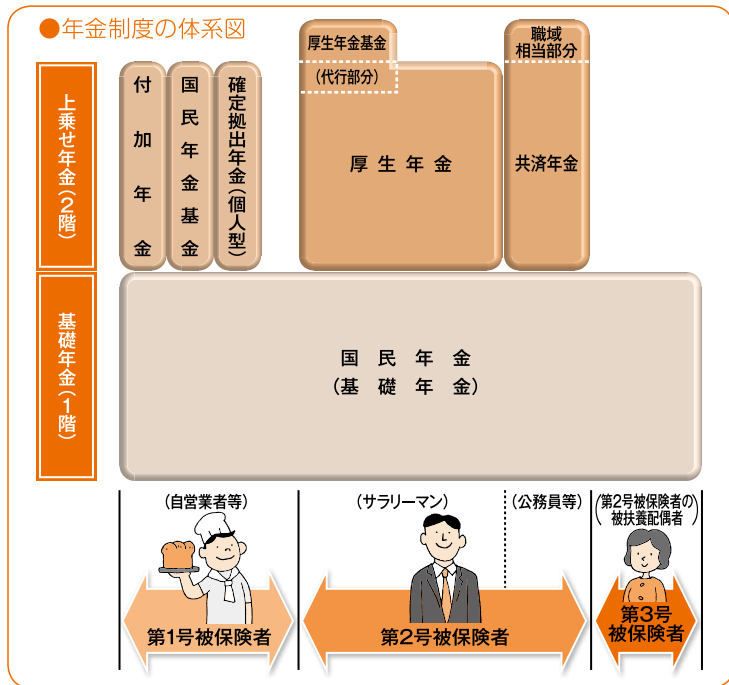 ●年金制度の体系図
上乗せ年金(2階)
付加年金
国民年金基金
確定拠出年金(個人型)
厚生年金基金
(代行部分)
厚生年金
職域
相当部分
共済年金
基礎年金(1階)
国民年金
(基礎年金)
(自営業者等)
(サラリーマン)
(公務員等)
(第2号被保険者の
被扶養配偶者)
第1号被保険者
第2号被保険者
第3号
被保険者